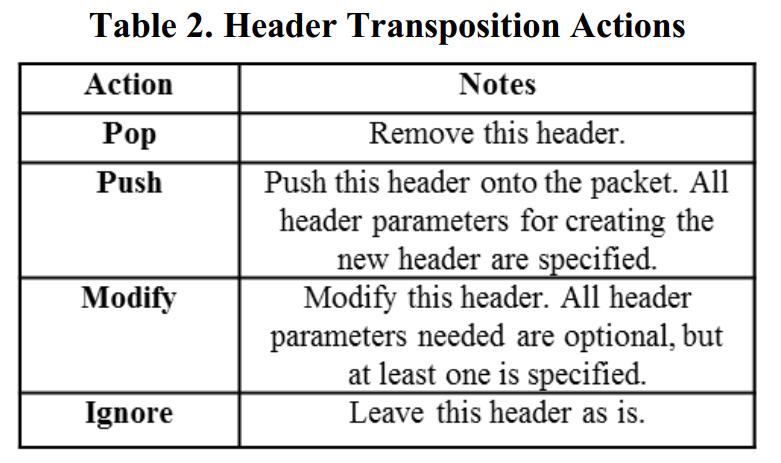 Table 2. Header Transposition Actions
Action Notes
Pop Remove this header.
Push Push this header onto the packet. All
header parameters for creating the
new header are specified.
Modify Modify this header. All header
parameters needed are optional, but
at least one is specified.
Ignore Leave this header as is.